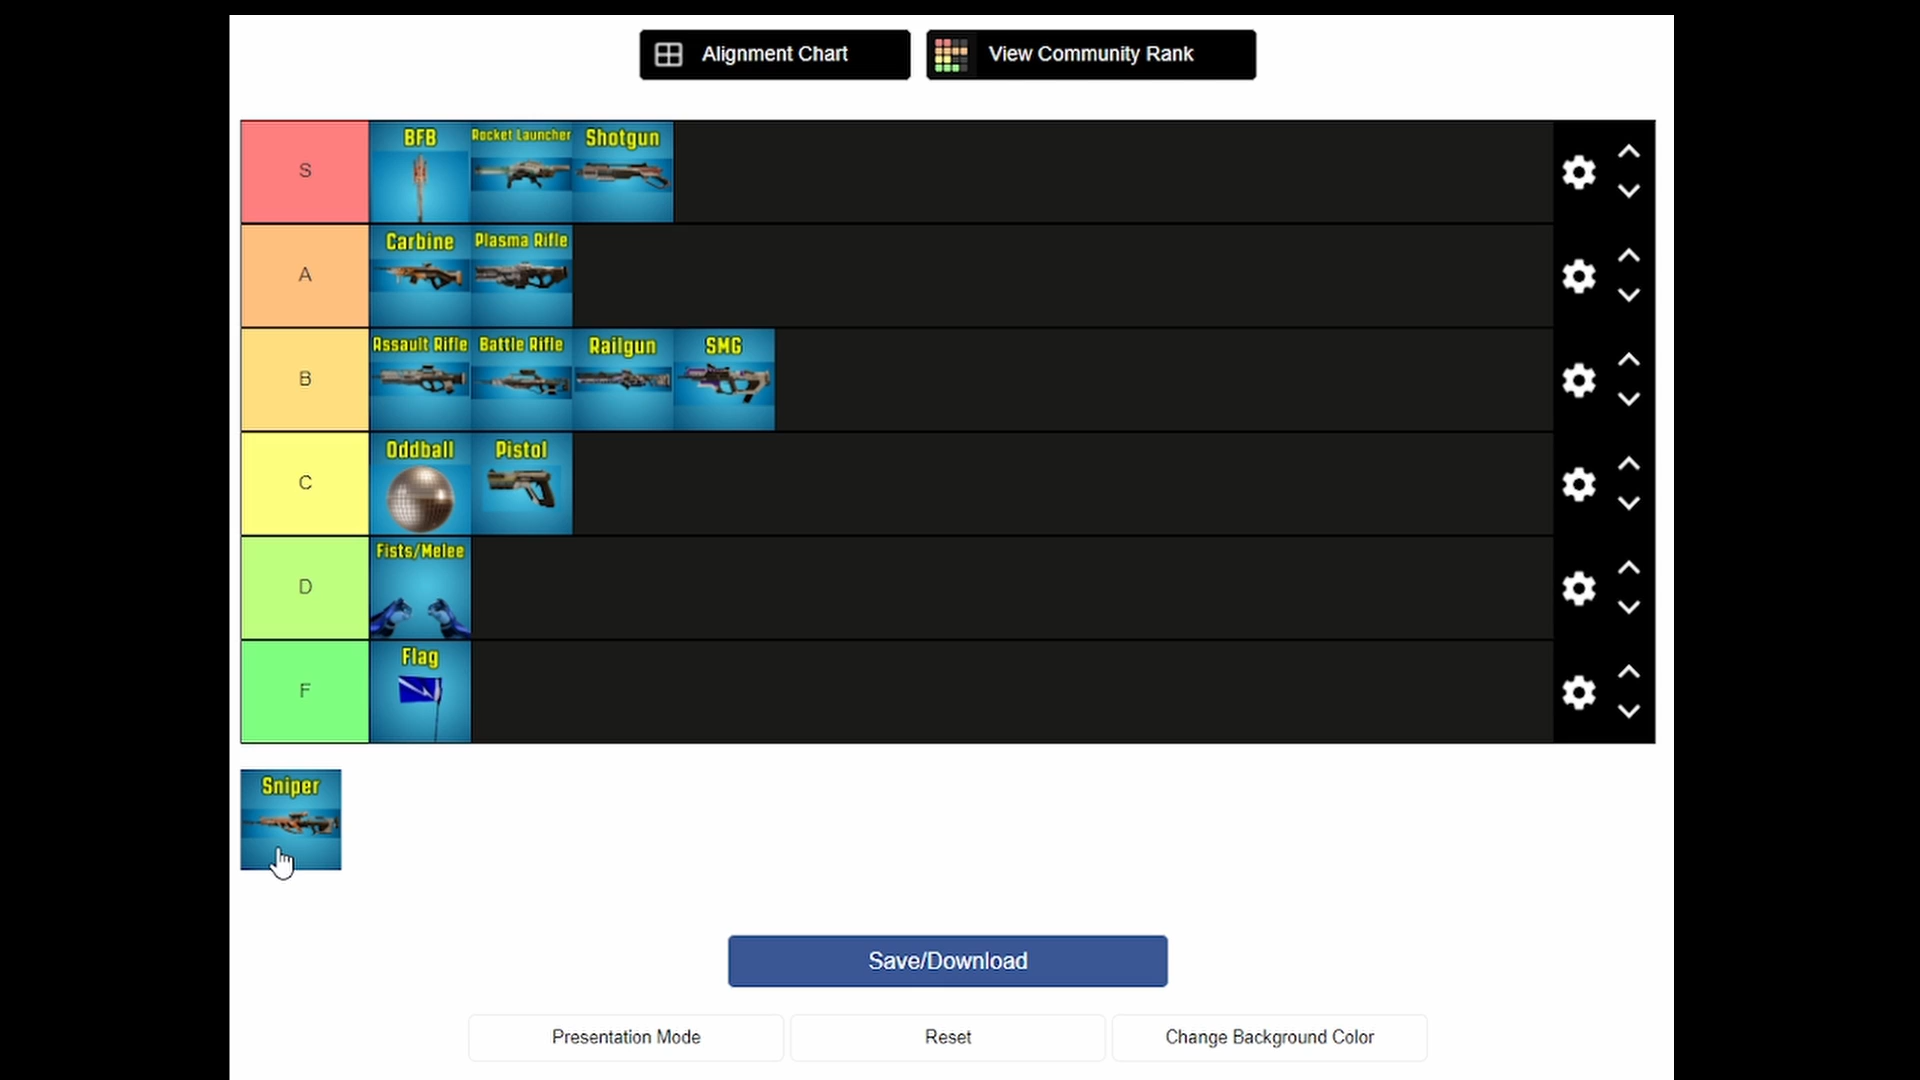 Alignment Chart
View Community Rank
S
BFB
Rocket Launcher
Shotgun
A
Carbine
Plasma Rifle
B
Assault Rifle
Battle Rifle
Railgun
SMG
C
Oddball
Pistol
D
Fists/Melee
F
Flag
Sniper
Save/Download
Presentation Mode
Reset
Change Background Color